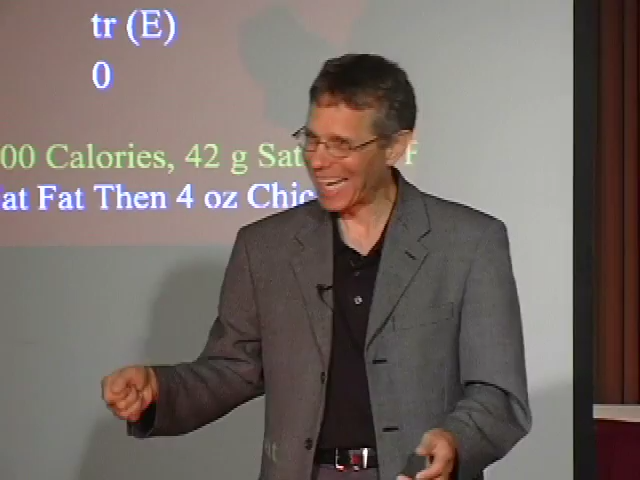 tr (E)
0
00 Calories, 42 g Sat F
at Fat Then 4 oz Chic